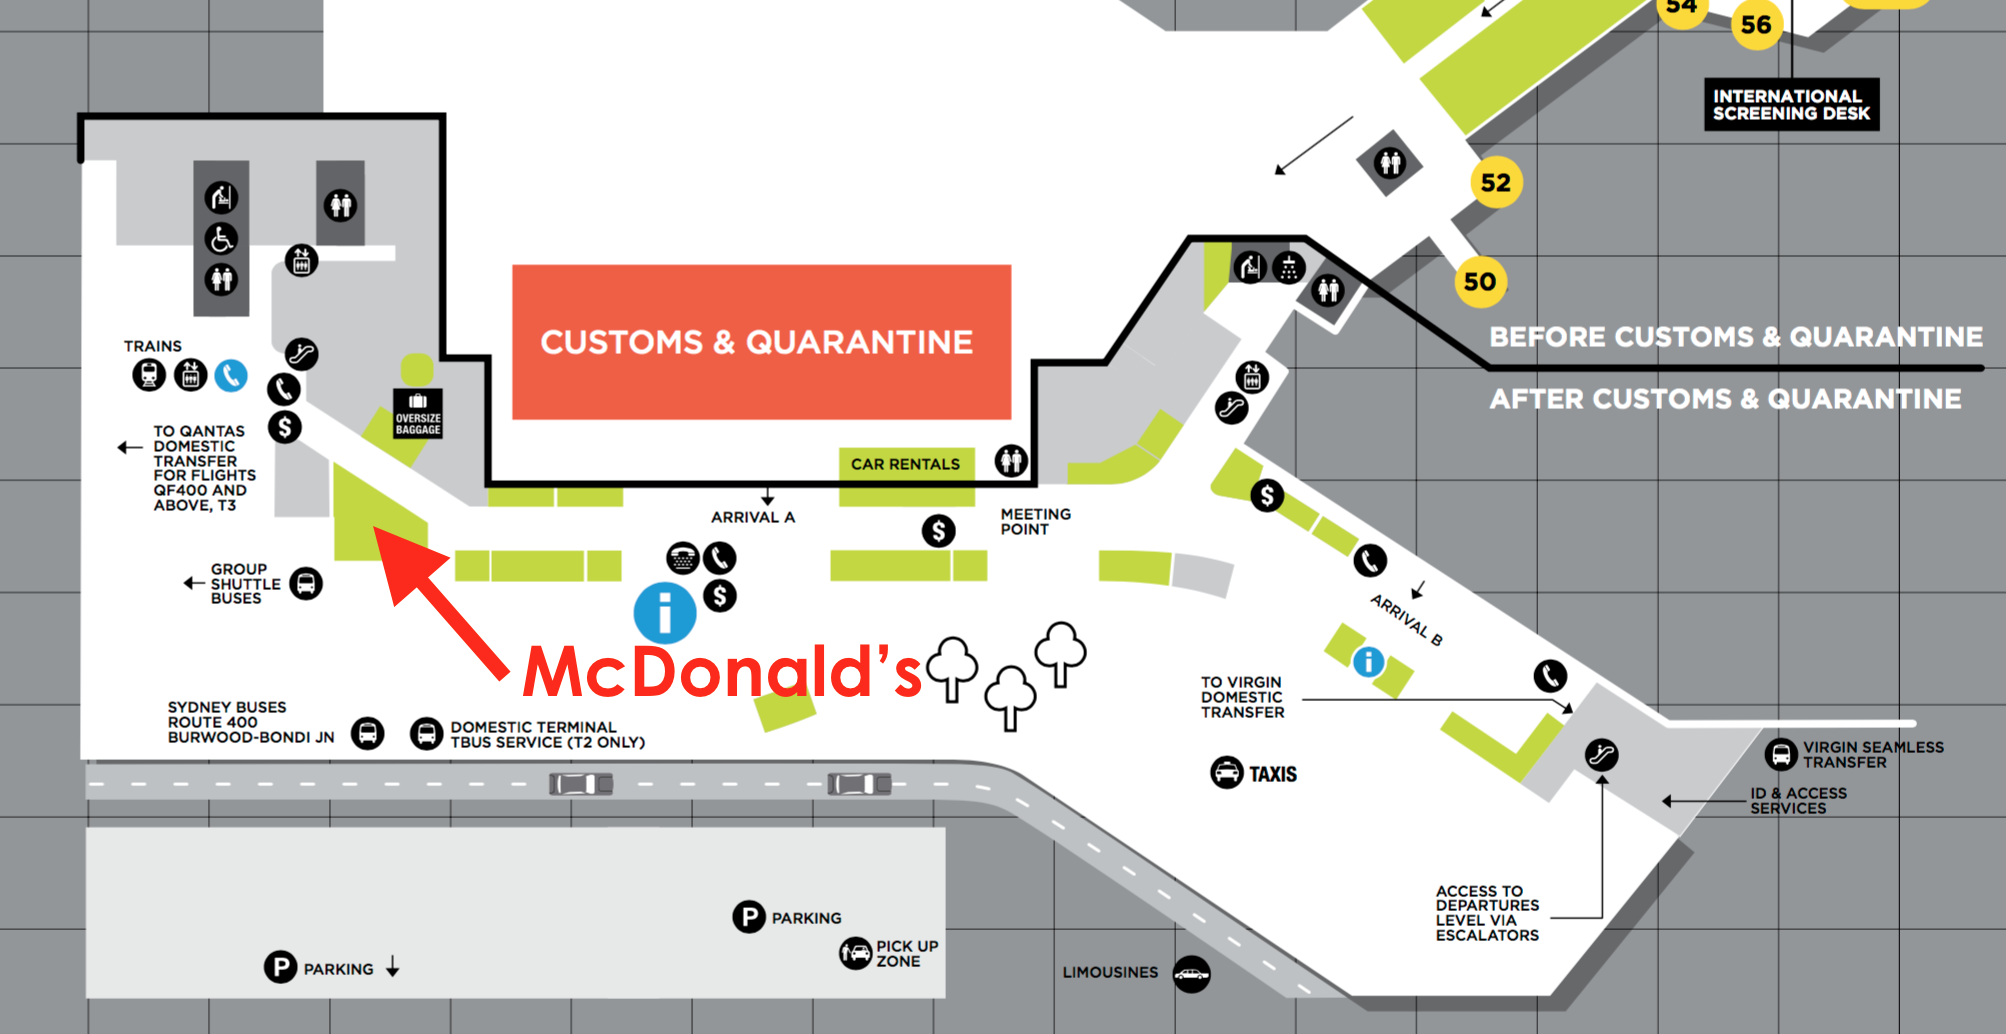 54
56
INTERNATIONAL
SCREENING DESK
52
50
CUSTOMS & QUARANTINE
BEFORE CUSTOMS & QUARANTINE
AFTER CUSTOMS & QUARANTINE
TRAINS
OVERSIZE
BAGGAGE
$
TO QANTAS
DOMESTIC
TRANSFER
FOR FLIGHTS
QF400 AND
ABOVE, T3
CAR RENTALS
ARRIVAL A
MEETING
POINT
$
$
GROUP
SHUTTLE
BUSES
$
i
ARRIVAL B
McDonald's
i
TO VIRGIN
DOMESTIC
TRANSFER
SYDNEY BUSES
ROUTE 400
BURWOOD-BONDI JN
DOMESTIC TERMINAL
TBUS SERVICE (T2 ONLY)
TAXIS
VIRGIN SEAMLESS
TRANSFER
ID & ACCESS
SERVICES
ACCESS TO
DEPARTURES
LEVEL VIA
ESCALATORS
P PARKING
PICK UP
ZONE
P PARKING
LIMOUSINES